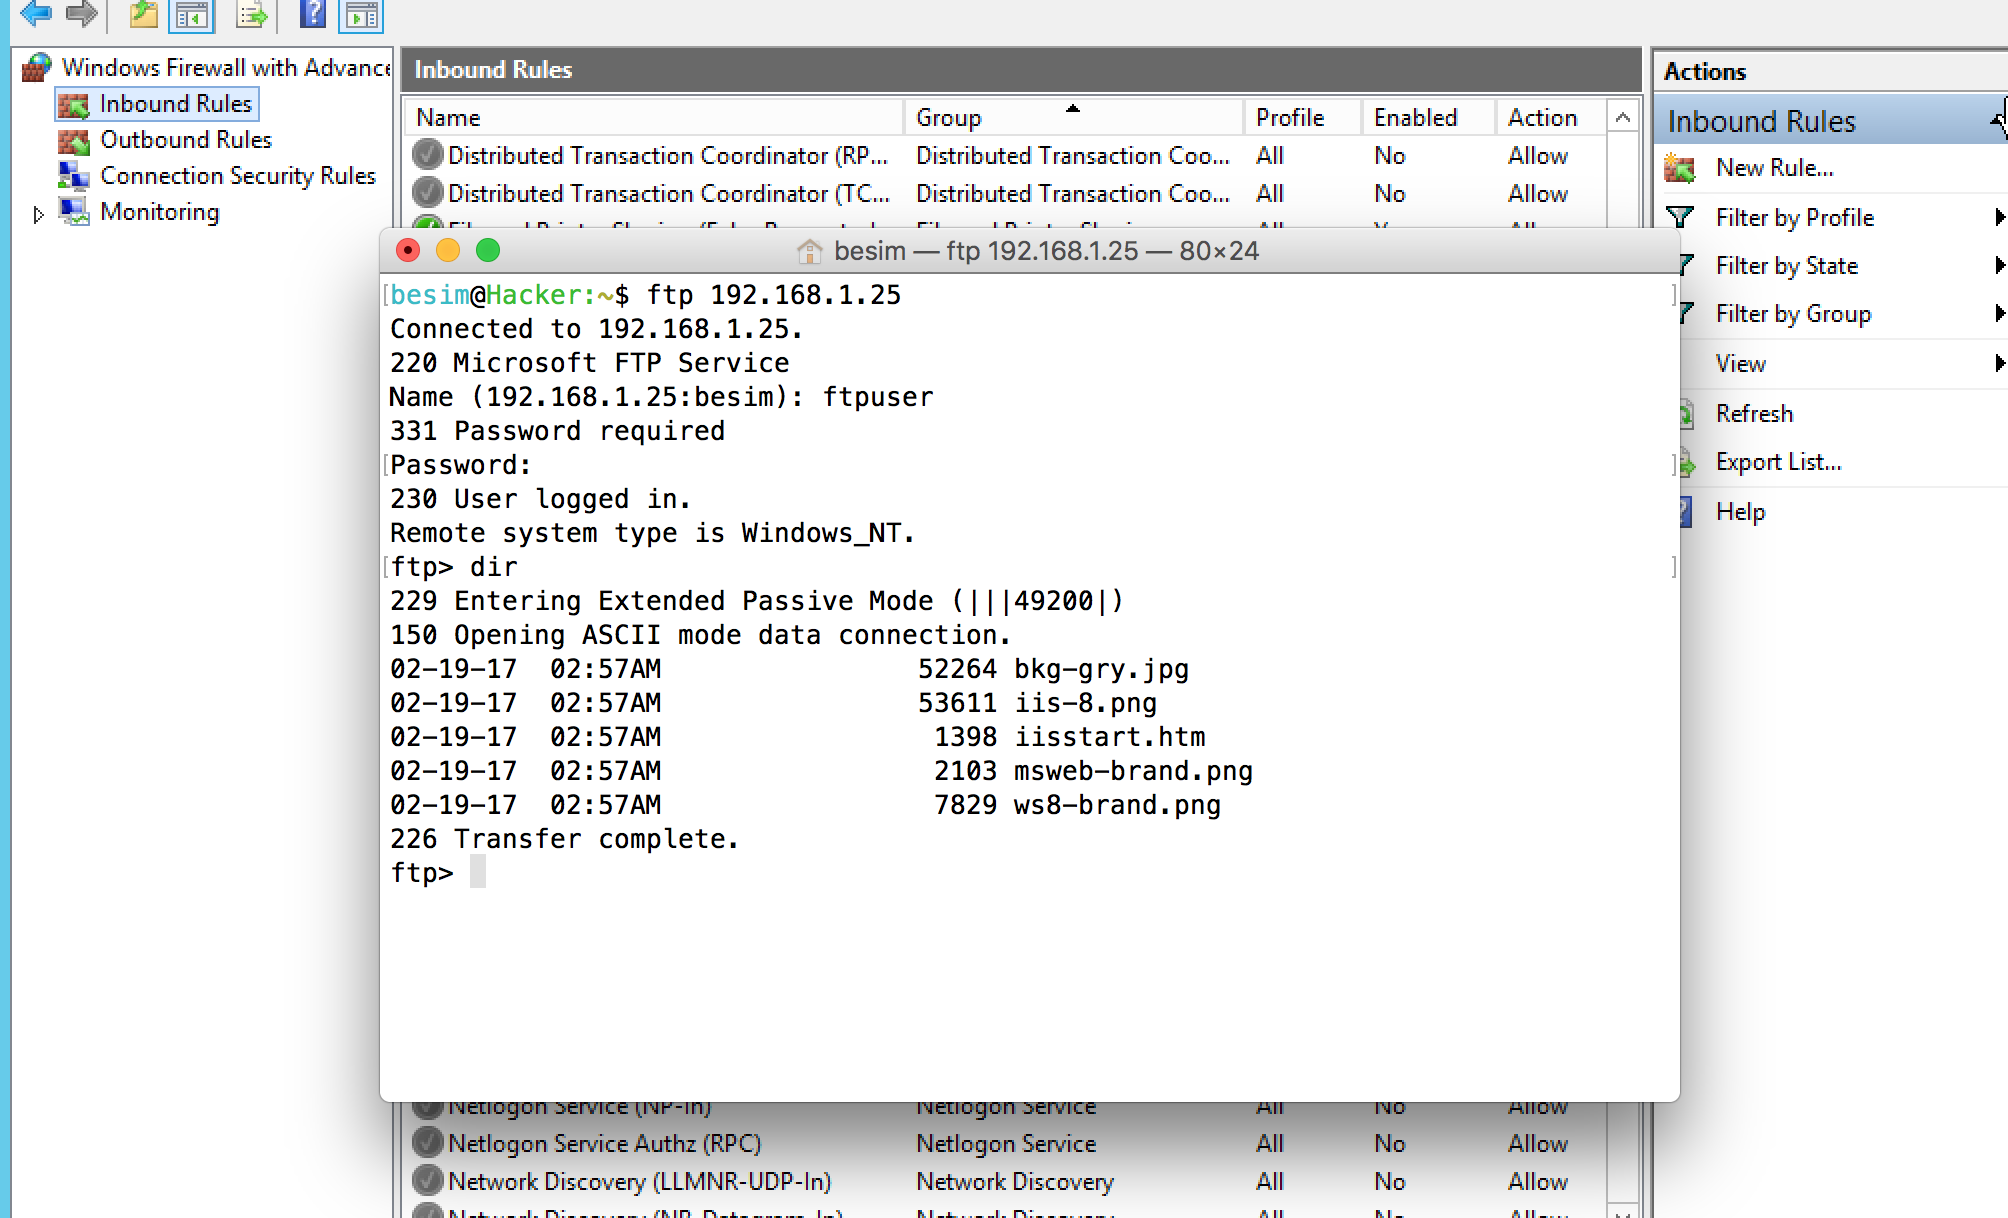 Windows Firewall with Advance
Inbound Rules
Outbound Rules
Connection Security Rules
Monitoring
Inbound Rules
Name Group Profile Enabled Action
Distributed Transaction Coordinator (RP... Distributed Transaction Coo... All No Allow
Distributed Transaction Coordinator (TC... Distributed Transaction Coo... All No Allow
besim — ftp 192.168.1.25 — 80×24
besim@Hacker:~$ ftp 192.168.1.25
Connected to 192.168.1.25.
220 Microsoft FTP Service
Name (192.168.1.25:besim): ftpuser
331 Password required
Password:
230 User logged in.
Remote system type is Windows_NT.
ftp> dir
229 Entering Extended Passive Mode (|||49200|)
150 Opening ASCII mode data connection.
02-19-17  02:57AM                52264 bkg-gry.jpg
02-19-17  02:57AM                53611 iis-8.png
02-19-17  02:57AM                 1398 iisstart.htm
02-19-17  02:57AM                 2103 msweb-brand.png
02-19-17  02:57AM                 7829 ws8-brand.png
226 Transfer complete.
ftp>
Netlogon Service (NP-In) Netlogon Service All No Allow
Netlogon Service Authz (RPC) Netlogon Service All No Allow
Network Discovery (LLMNR-UDP-In) Network Discovery All No Allow
Network Discovery (NB-Datagram-In) Network Discovery All No Allow
Actions
Inbound Rules
New Rule...
Filter by Profile
Filter by State
Filter by Group
View
Refresh
Export List...
Help